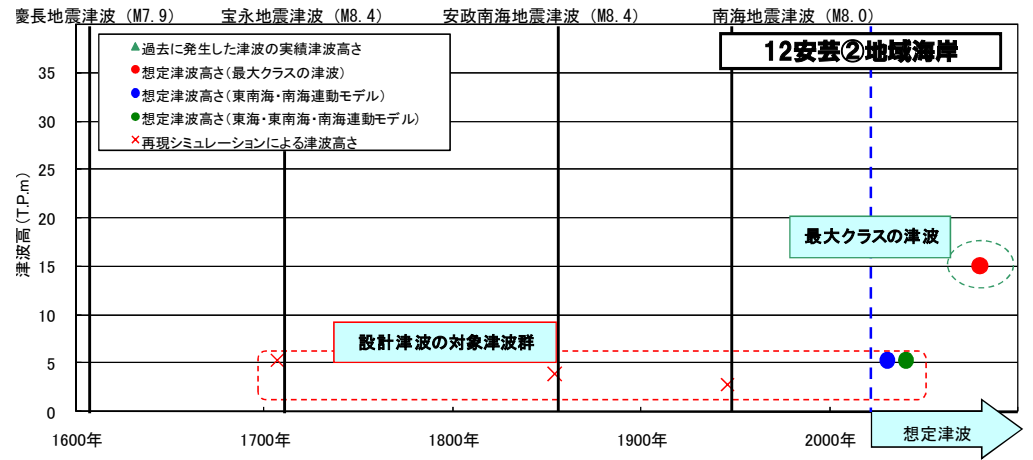 慶長地震津波（M7.9） 宝永地震津波（M8.4） 安政南海地震津波（M8.4） 南海地震津波（M8.0）
12安芸②地域海岸
▲過去に発生した津波の実績津波高さ
●想定津波高さ(最大クラスの津波)
●想定津波高さ(東南海・南海連動モデル)
●想定津波高さ(東海・東南海・南海連動モデル)
×再現シミュレーションによる津波高さ
津波高(T.P.m)
35
30
25
20
15
10
5
0
最大クラスの津波
設計津波の対象津波群
1600年 1700年 1800年 1900年 2000年
想定津波